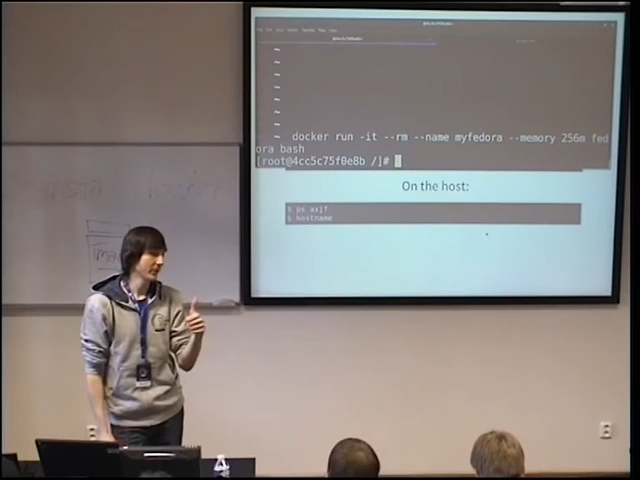 ~
~
~
~
~
~
~
~ docker run -it --rm --name myfedora --memory 256m fed
ora bash
[root@4cc5c75f0e8b /]#
On the host:
$ ps axjf
$ hostname